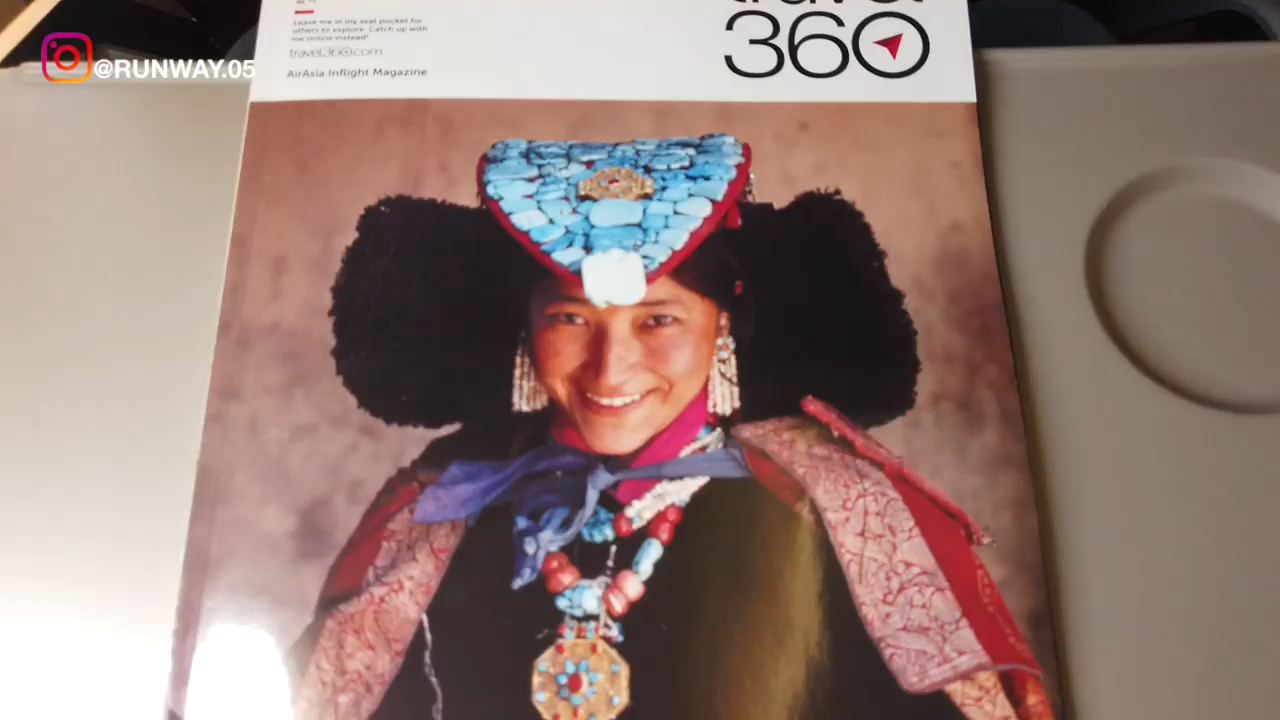 Leave me in my seat pocket for
others to explore. Catch up with
me online instead!
travel360.com
AirAsia Inflight Magazine
travel
360
@RUNWAY.05